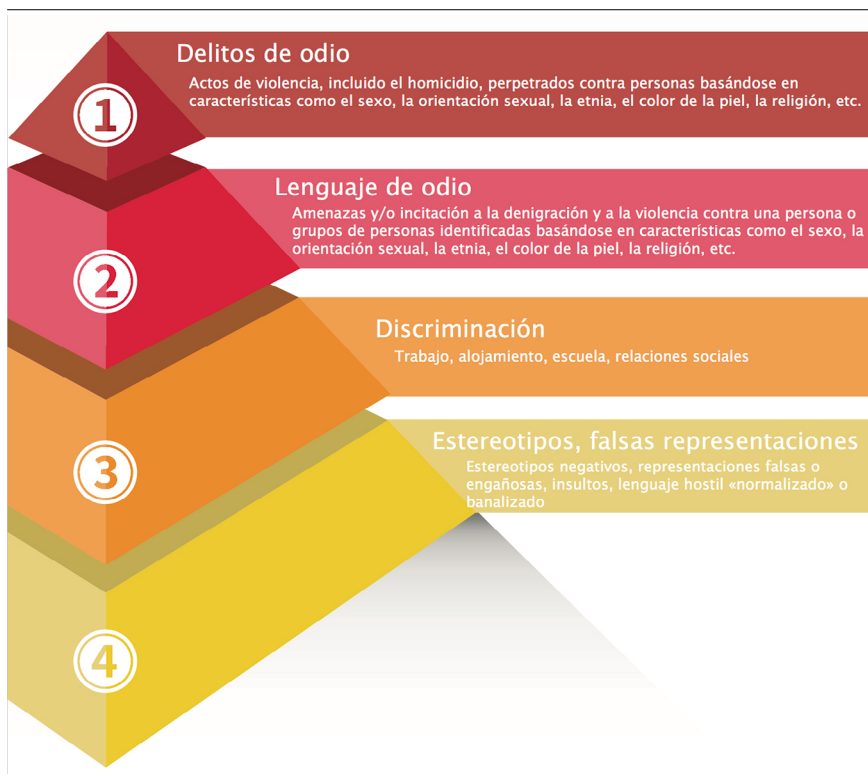 1
Delitos de odio
Actos de violencia, incluido el homicidio, perpetrados contra personas basándose en
características como el sexo, la orientación sexual, la etnia, el color de la piel, la religión, etc.
2
Lenguaje de odio
Amenazas y/o incitación a la denigración y a la violencia contra una persona o
grupos de personas identificadas basándose en características como el sexo, la
orientación sexual, la etnia, el color de la piel, la religión, etc.
3
Discriminación
Trabajo, alojamiento, escuela, relaciones sociales
4
Estereotipos, falsas representaciones
Estereotipos negativos, representaciones falsas o
engañosas, insultos, lenguaje hostil «normalizado» o
banalizado